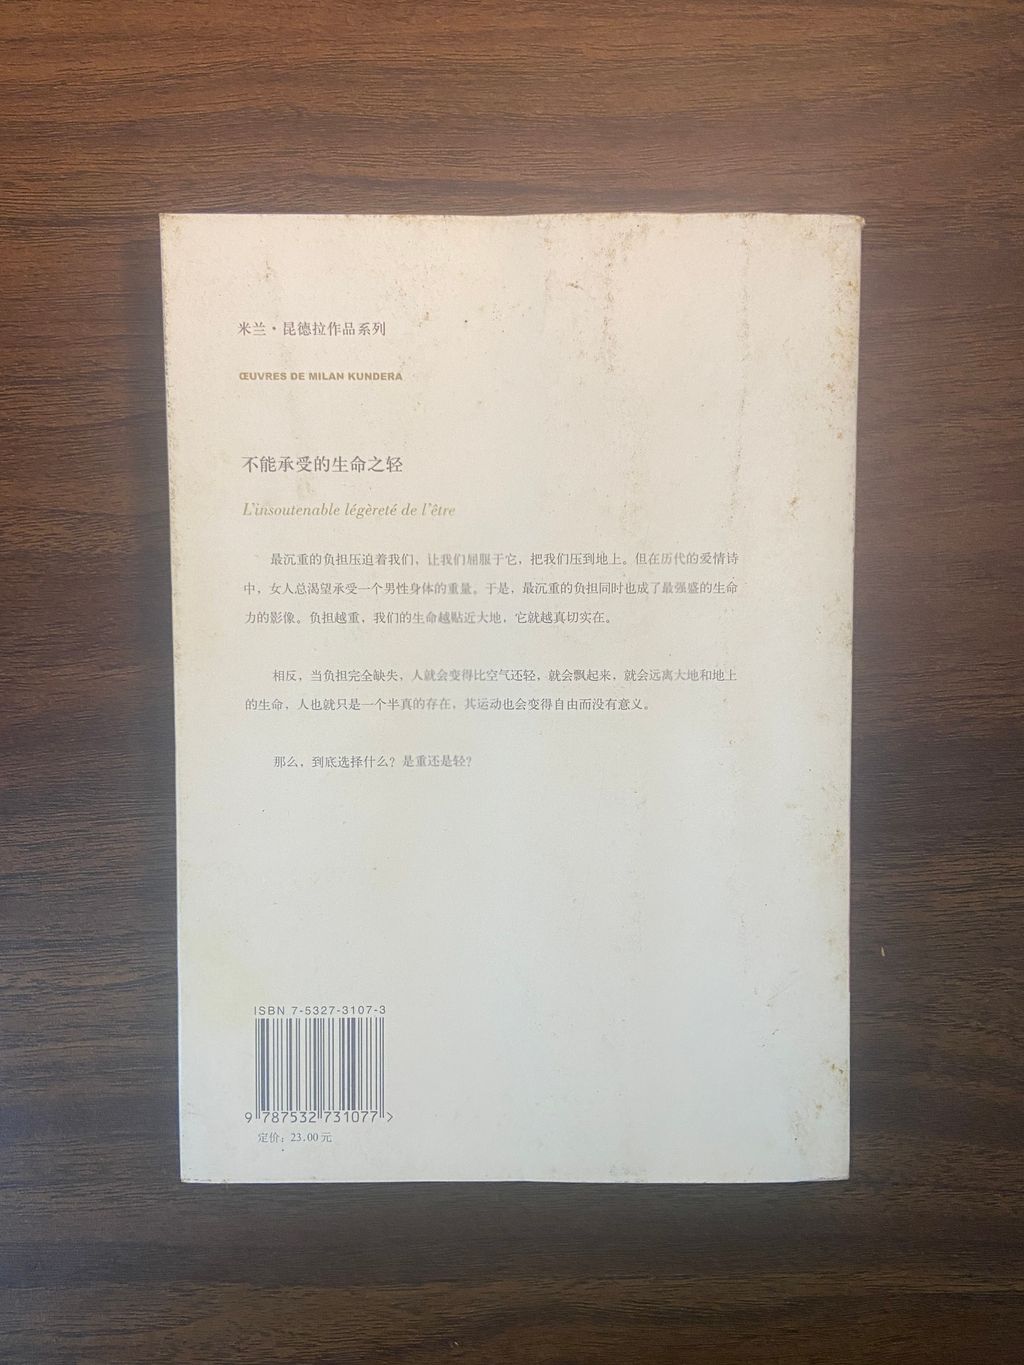 米兰·昆德拉作品系列
ŒUVRES DE MILAN KUNDERA
不能承受的生命之轻
L'insoutenable légèreté de l'être
最沉重的负担压迫着我们，让我们屈服于它，把我们压到地上。但在历代的爱情诗
中，女人总渴望承受一个男性身体的重量。于是，最沉重的负担同时也成了最强盛的生命
力的影像。负担越重，我们的生命越贴近大地，它就越真切实在。
相反，当负担完全缺失，人就会变得比空气还轻，就会飘起来，就会远离大地和地上
的生命，人也就只是一个半真的存在，其运动也会变得自由而没有意义。
那么，到底选择什么？是重还是轻？
ISBN 7-5327-3107-3
9 787532 731077 >
定价：23.00 元